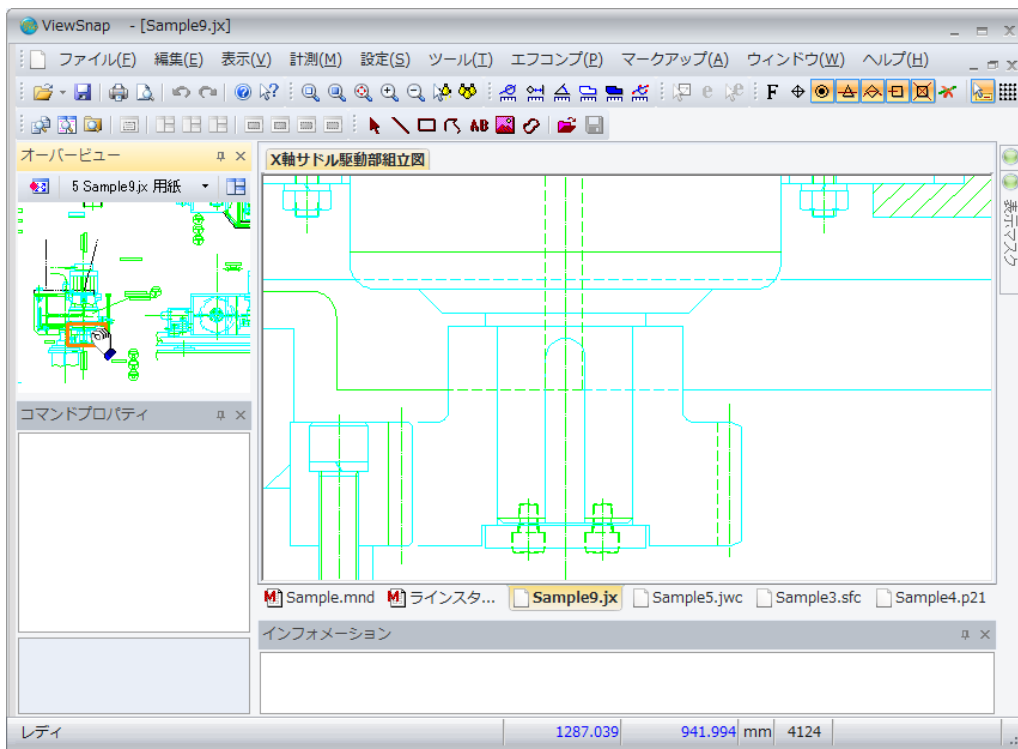 ViewSnap - [Sample9.jx]
ファイル(F) 編集(E) 表示(V) 計測(M) 設定(S) ツール(T) エフコンプ(P) マークアップ(A) ウィンドウ(W) ヘルプ(H)
F
AB
オーバービュー
X軸サドル駆動部組立図
5 Sample9.jx 用紙
表示マスク
コマンドプロパティ
Sample.mnd ラインスタ... Sample9.jx Sample5.jwc Sample3.sfc Sample4.p21
インフォメーション
レディ 1287.039 941.994 mm 4124